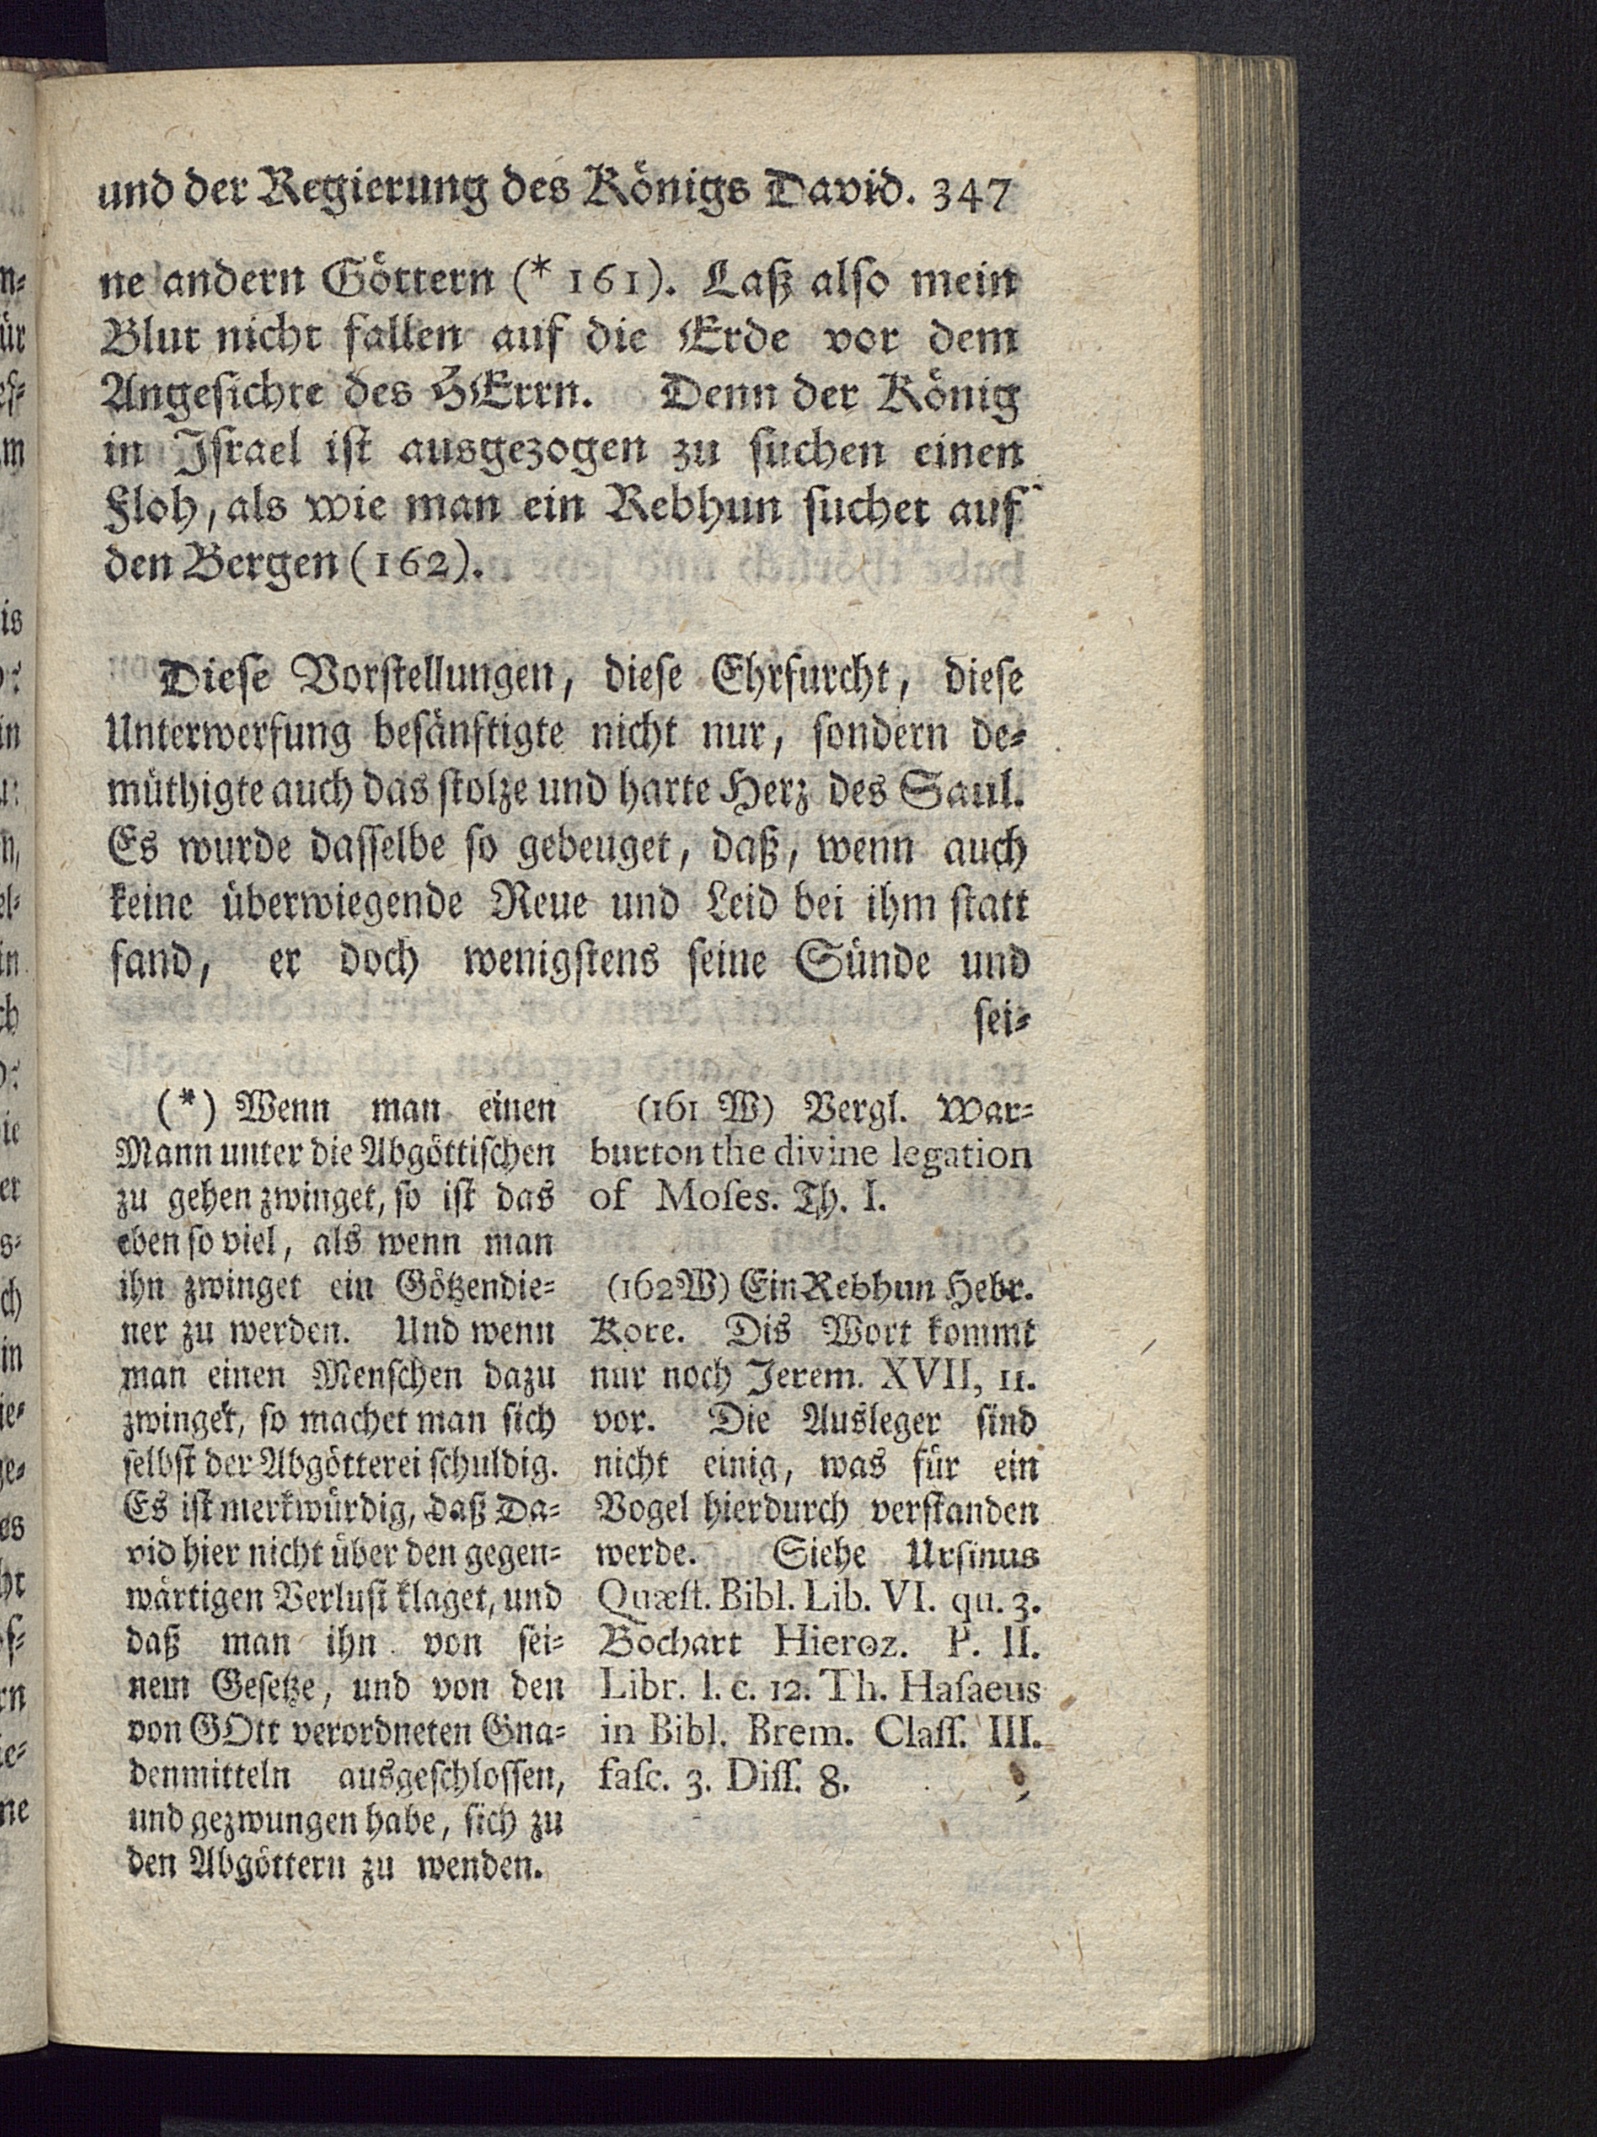 und der Regierung des Königs David. 347
ne andern Göttern (* 161). Laß also mein
Blut nicht fallen auf die Erde vor dem
Angesichte des HErrn. Denn der König
in Israel ist ausgezogen zu suchen einen
Floh, als wie man ein Rebhun suchet auf
den Bergen (162).
Diese Vorstellungen, diese Ehrfurcht, diese
Unterwerfung besänftigte nicht nur, sondern de-
müthigte auch das stolze und harte Herz des Saul.
Es wurde dasselbe so gebeuget, daß, wenn auch
keine überwiegende Reue und Leid bei ihm statt
fand, er doch wenigstens seine Sünde und
sei-
(*) Wenn man einen
Mann unter die Abgöttischen
zu gehen zwinget, so ist das
eben so viel, als wenn man
ihn zwinget ein Götzendie-
ner zu werden. Und wenn
man einen Menschen dazu
zwinget, so machet man sich
selbst der Abgötterei schuldig.
Es ist merkwürdig, daß Da-
vid hier nicht über den gegen-
wärtigen Verlust klaget, und
daß man ihn von sei-
nem Gesetze, und von den
von GOtt verordneten Gna-
denmitteln ausgeschlossen,
und gezwungen habe, sich zu
den Abgöttern zu wenden.
(161 W) Vergl. War-
burton the divine legation
of Moſes. Th. I.
(162 W) Ein Rebhun Hebr.
Kore. Dis Wort kommt
nur noch Jerem. XVII, 11.
vor. Die Ausleger sind
nicht einig, was für ein
Vogel hierdurch verstanden
werde. Siehe Ursinus
Quæſt. Bibl. Lib. VI. qu. 3.
Bochart Hieroz. P. II.
Libr. I. c. 12. Th. Haſaeus
in Bibl. Brem. Claſſ. III.
faſc. 3. Diſſ. 8.